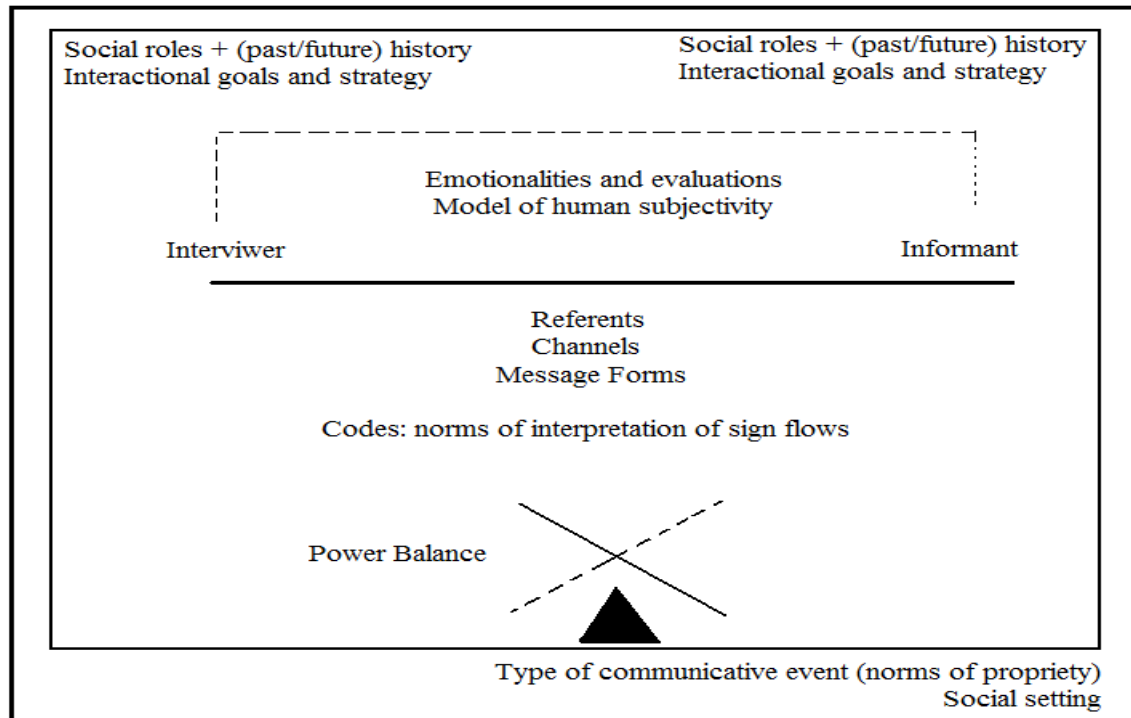 Social roles + (past/future) history
Interactional goals and strategy
Social roles + (past/future) history
Interactional goals and strategy
Emotionalities and evaluations
Model of human subjectivity
Interviwer
Informant
Referents
Channels
Message Forms
Codes: norms of interpretation of sign flows
Power Balance
Type of communicative event (norms of propriety)
Social setting